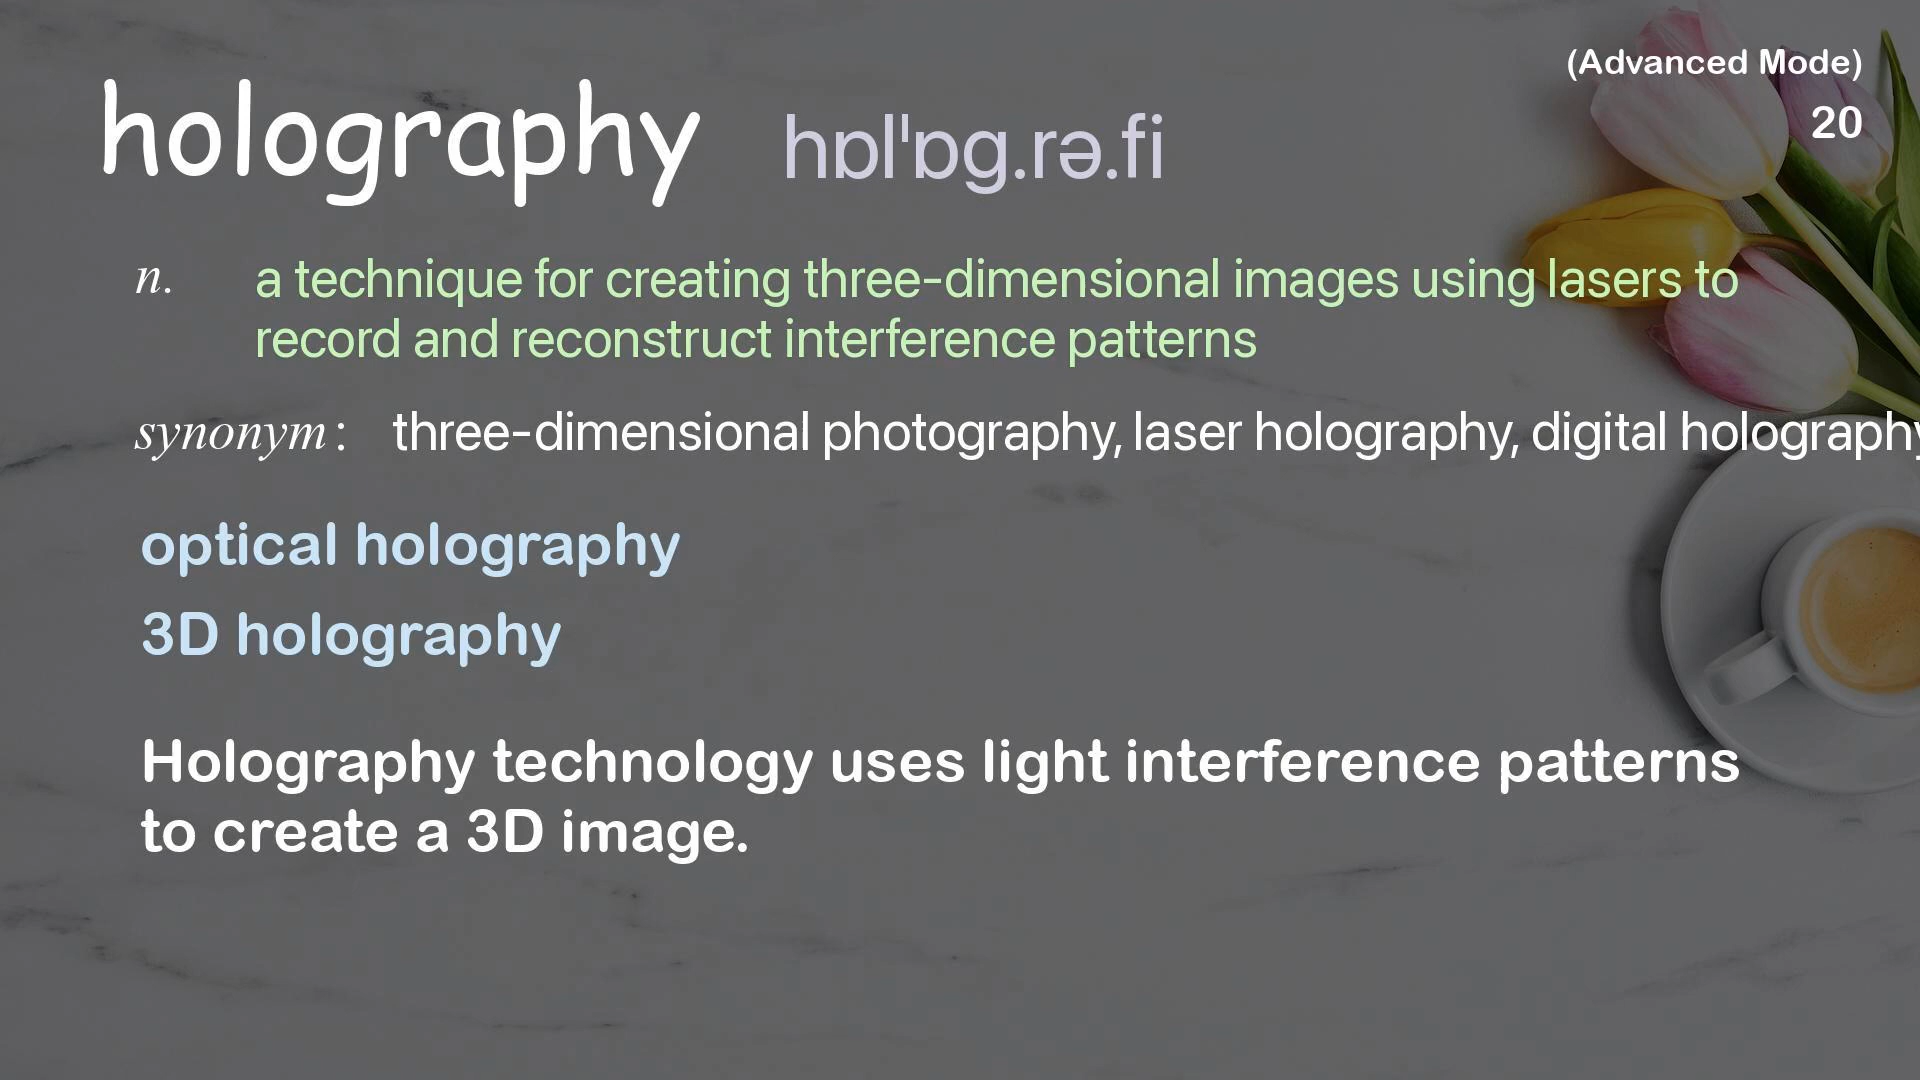 (Advanced Mode)
20
holography hɒlˈɒg.rə.fi
n. a technique for creating three-dimensional images using lasers to
record and reconstruct interference patterns
synonym: three-dimensional photography, laser holography, digital holography
optical holography
3D holography
Holography technology uses light interference patterns
to create a 3D image.